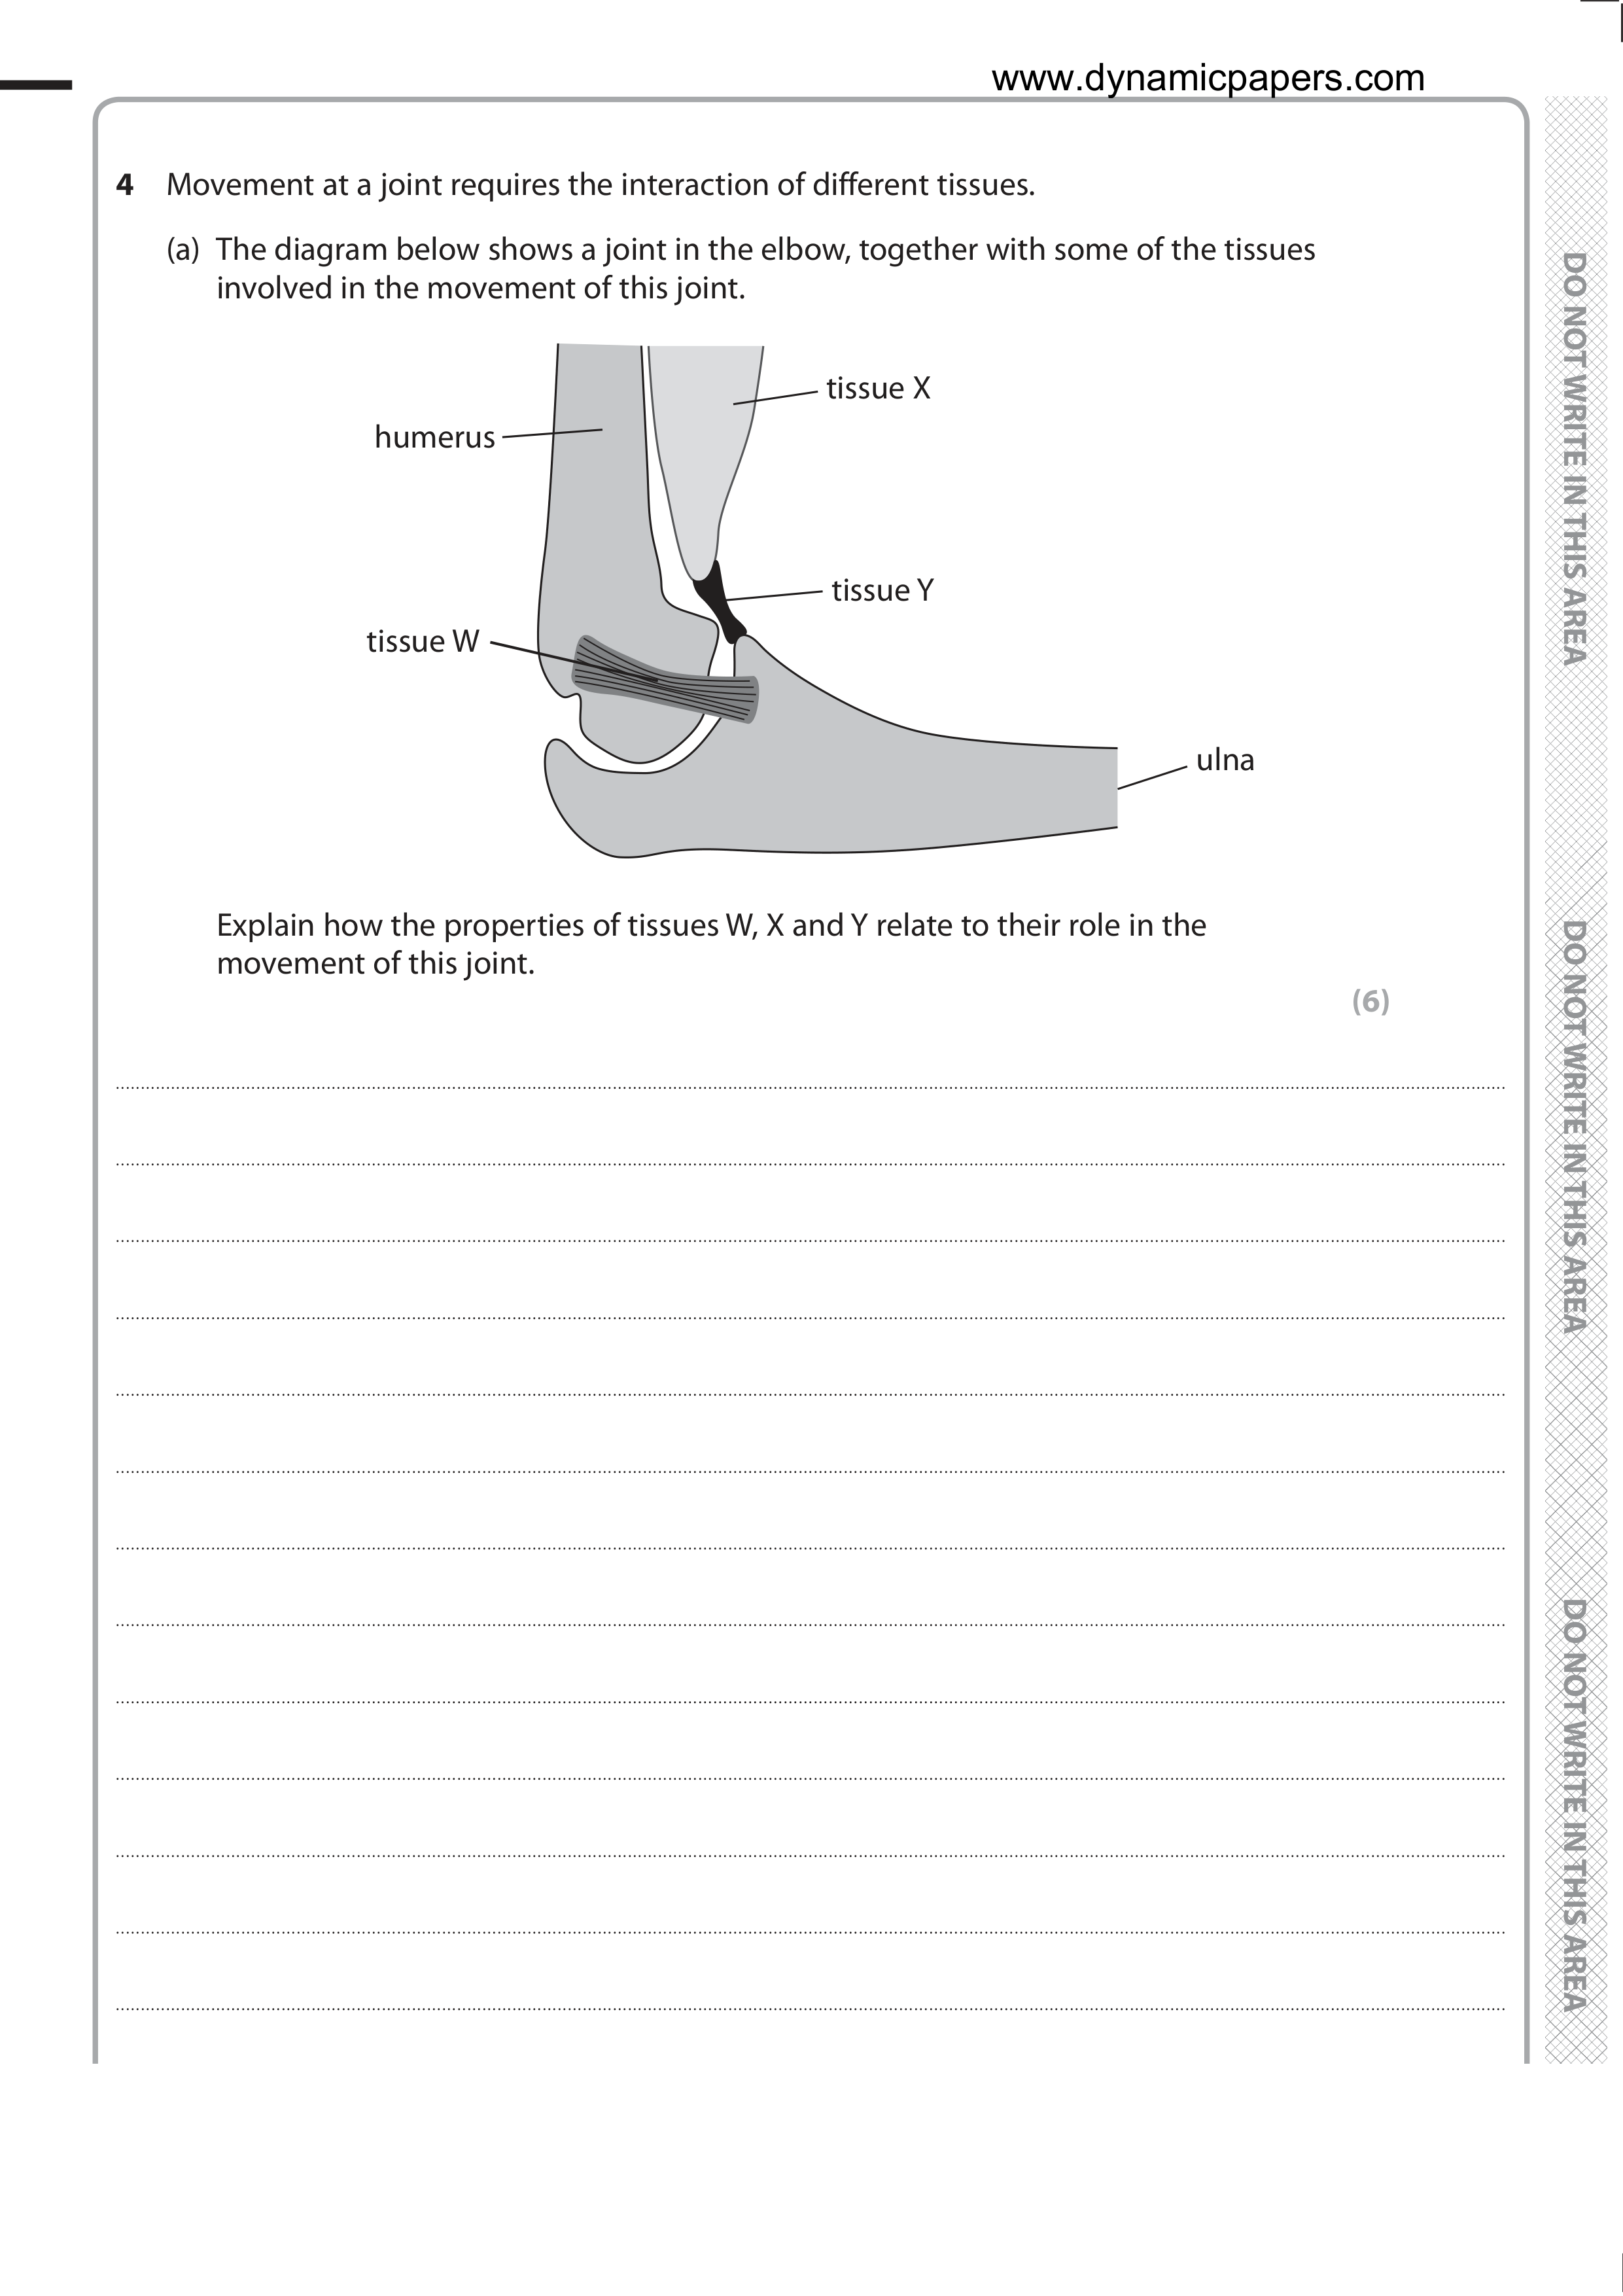 www.dynamicpapers.com
4 Movement at a joint requires the interaction of different tissues.
(a) The diagram below shows a joint in the elbow, together with some of the tissues
involved in the movement of this joint.
tissue X
humerus
tissue Y
tissue W
ulna
Explain how the properties of tissues W, X and Y relate to their role in the
movement of this joint.
(6)
DO NOT WRITE IN THIS AREA
DO NOT WRITE IN THIS AREA
DO NOT WRITE IN THIS AREA